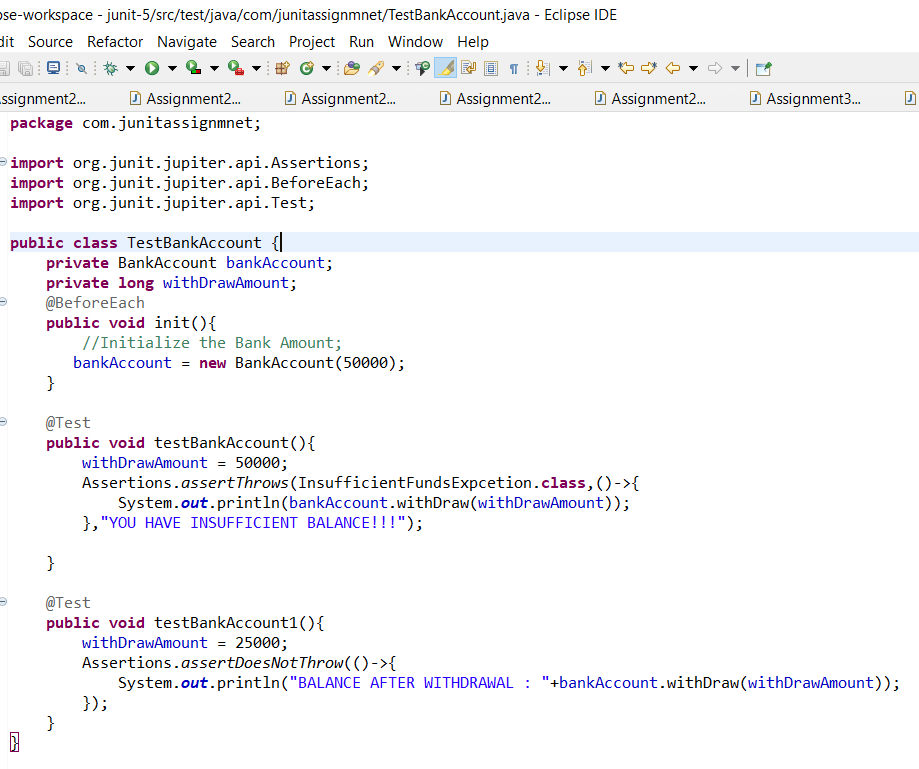 ose-workspace - junit-5/src/test/java/com/junitassignmnet/TestBankAccount.java - Eclipse IDE
dit Source Refactor Navigate Search Project Run Window Help
ssignment2... Assignment2... Assignment2... Assignment2... Assignment2... Assignment3...
package com.junitassignmnet;
import org.junit.jupiter.api.Assertions;
import org.junit.jupiter.api.BeforeEach;
import org.junit.jupiter.api.Test;
public class TestBankAccount {
    private BankAccount bankAccount;
    private long withDrawAmount;
    @BeforeEach
    public void init(){
        //Initialize the Bank Amount;
       bankAccount = new BankAccount(50000);
    }
    @Test
    public void testBankAccount(){
        withDrawAmount = 50000;
        Assertions.assertThrows(InsufficientFundsExpcetion.class,()->{
            System.out.println(bankAccount.withDraw(withDrawAmount));
        },"YOU HAVE INSUFFICIENT BALANCE!!!");
    }
    @Test
    public void testBankAccount1(){
        withDrawAmount = 25000;
        Assertions.assertDoesNotThrow(()->{
            System.out.println("BALANCE AFTER WITHDRAWAL : "+bankAccount.withDraw(withDrawAmount));
        });
    }
}